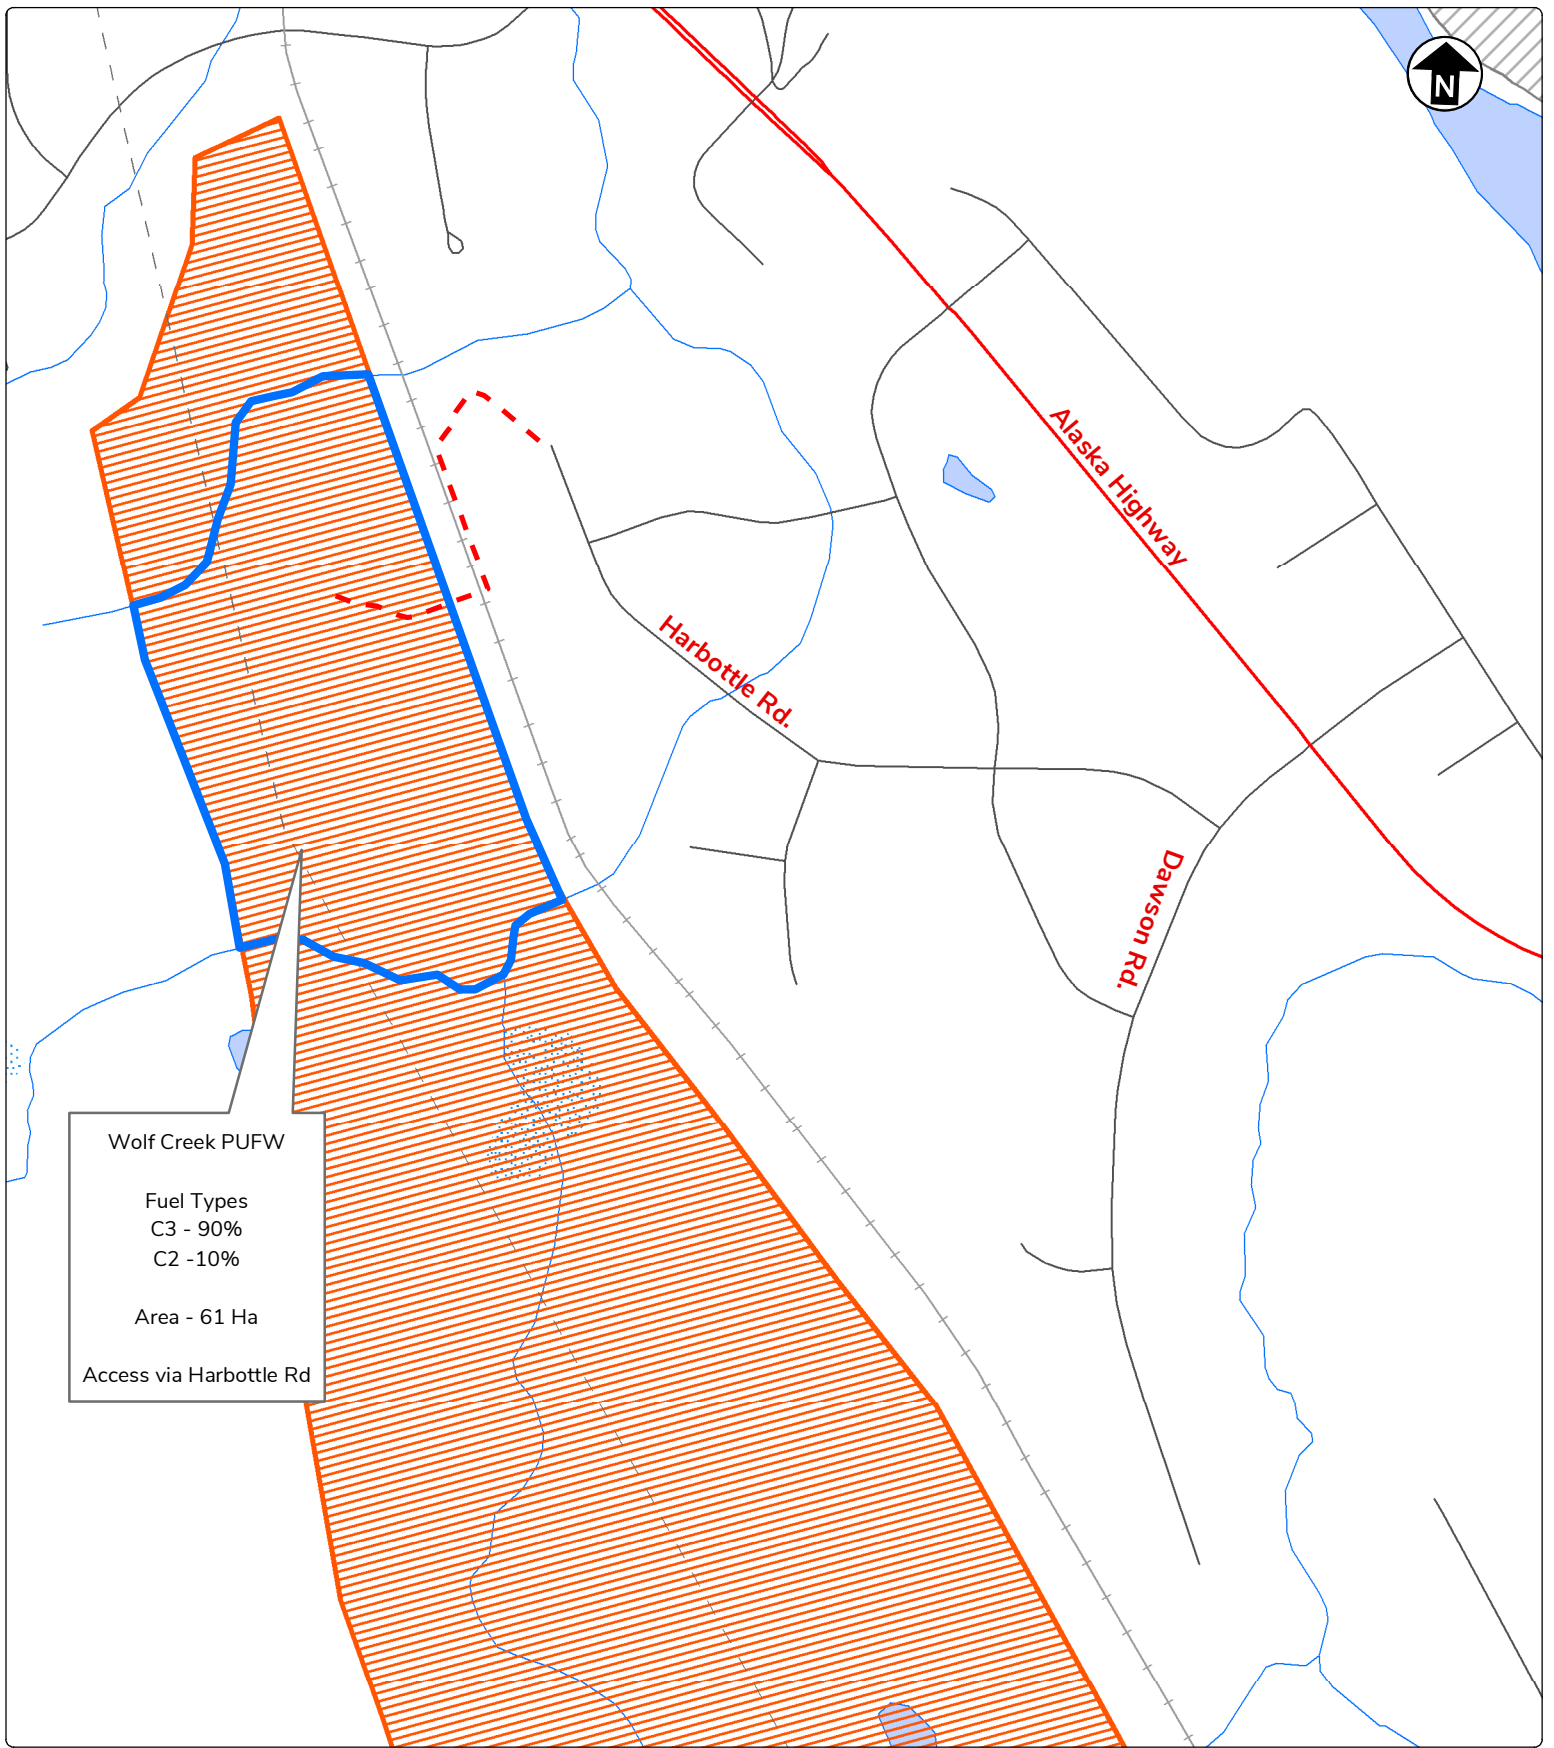 N
Alaska Highway
Harbottle Rd.
Dawson Rd.
Wolf Creek PUFW
Fuel Types
C3 - 90%
C2 -10%
Area - 61 Ha
Access via Harbottle Rd